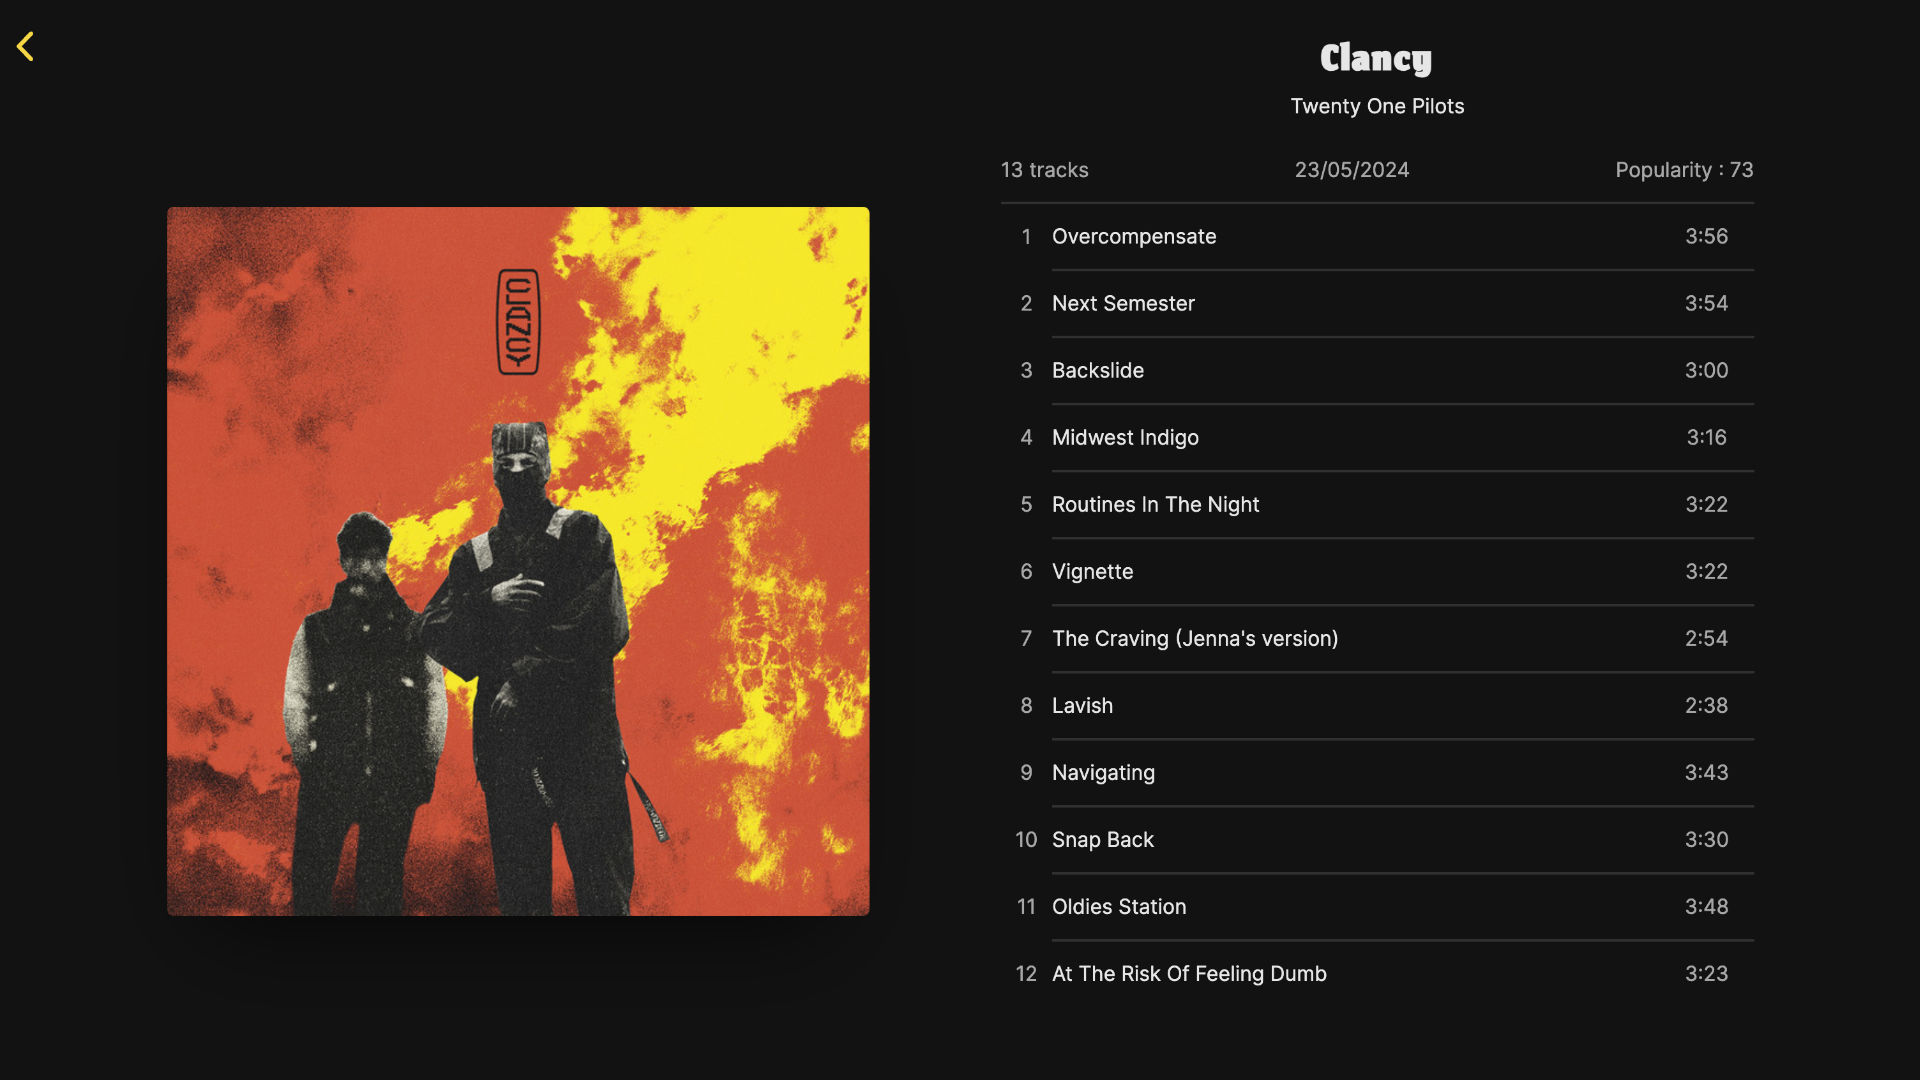 Clancy
Twenty One Pilots
13 tracks 23/05/2024 Popularity : 73
CLANCY
1 Overcompensate 3:56
2 Next Semester 3:54
3 Backslide 3:00
4 Midwest Indigo 3:16
5 Routines In The Night 3:22
6 Vignette 3:22
7 The Craving (Jenna's version) 2:54
8 Lavish 2:38
9 Navigating 3:43
10 Snap Back 3:30
11 Oldies Station 3:48
12 At The Risk Of Feeling Dumb 3:23